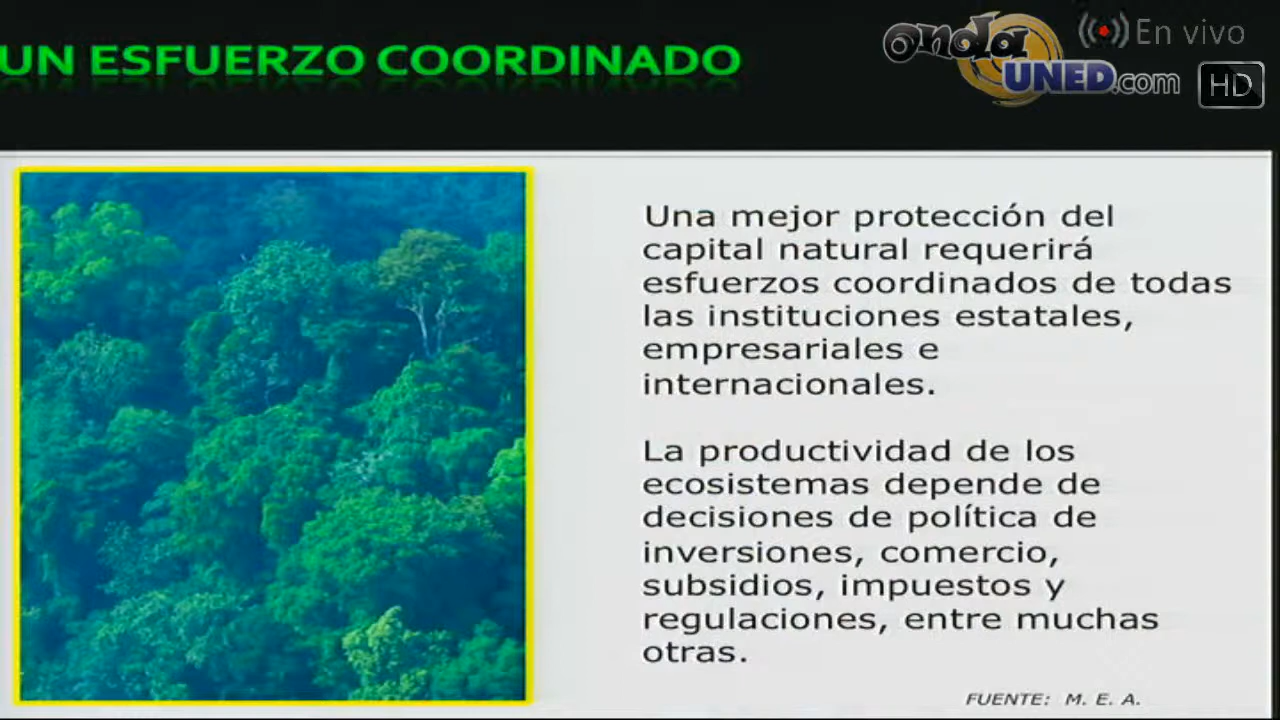 UN ESFUERZO COORDINADO
onda
UNED.com
En vivo
HD
Una mejor protección del
capital natural requerirá
esfuerzos coordinados de todas
las instituciones estatales,
empresariales e
internacionales.
La productividad de los
ecosistemas depende de
decisiones de política de
inversiones, comercio,
subsidios, impuestos y
regulaciones, entre muchas
otras.
FUENTE: M. E. A.